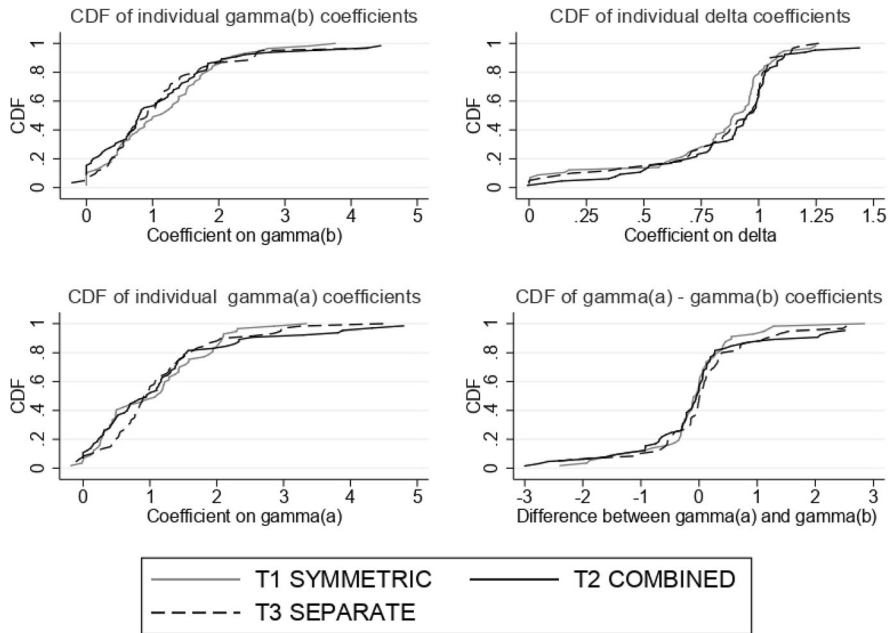 CDF of individual gamma(b) coefficients
CDF
0 .2 .4 .6 .8 1
0 1 2 3 4 5
Coefficient on gamma(b)
CDF of individual delta coefficients
CDF
0 .2 .4 .6 .8 1
0 .25 .5 .75 1 1.25 1.5
Coefficient on delta
CDF of individual gamma(a) coefficients
CDF
0 .2 .4 .6 .8 1
0 1 2 3 4 5
Coefficient on gamma(a)
CDF of gamma(a) - gamma(b) coefficients
CDF
0 .2 .4 .6 .8 1
-3 -2 -1 0 1 2 3
Difference between gamma(a) and gamma(b)
T1 SYMMETRIC
T2 COMBINED
T3 SEPARATE